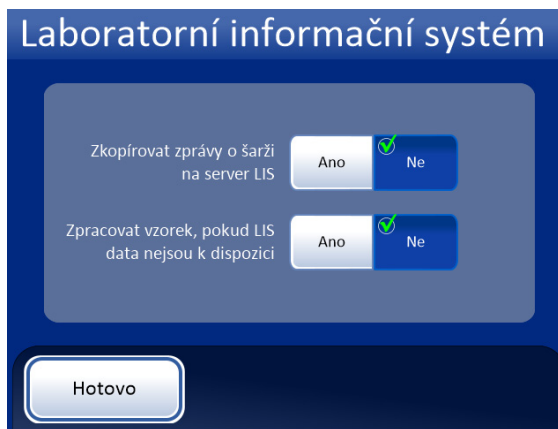 Laboratorní informační systém
Zkopírovat zprávy o šarži
na server LIS
Ano
Ne
Zpracovat vzorek, pokud LIS
data nejsou k dispozici
Ano
Ne
Hotovo